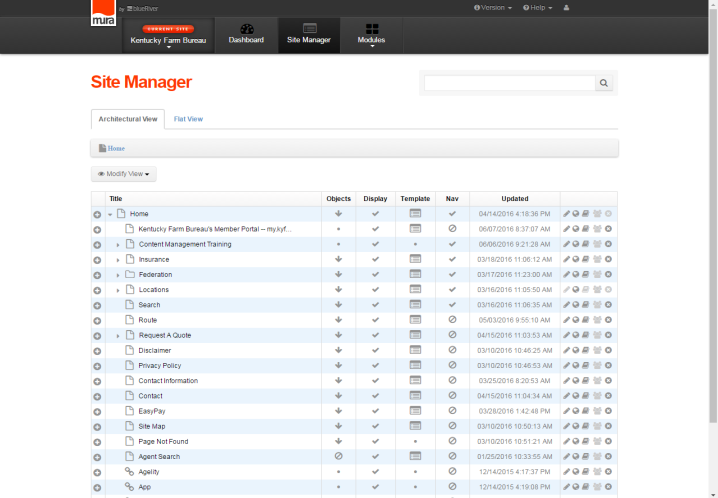 mura by blueRiver Version Help
CURRENT SITE
Kentucky Farm Bureau Dashboard Site Manager Modules
Site Manager
Architectural View Flat View
Home
Modify View
Title Objects Display Template Nav Updated
Home 04/14/2016 4:18:36 PM
Kentucky Farm Bureau's Member Portal -- my.kyf... 06/07/2016 8:37:07 AM
Content Management Training 06/06/2016 9:21:28 AM
Insurance 03/18/2016 11:06:12 AM
Federation 03/17/2016 11:23:00 AM
Locations 03/16/2016 11:05:50 AM
Search 03/16/2016 11:06:35 AM
Route 05/03/2016 9:55:10 AM
Request A Quote 04/15/2016 11:03:53 AM
Disclaimer 03/10/2016 10:46:25 AM
Privacy Policy 03/10/2016 10:46:53 AM
Contact Information 03/25/2016 8:20:53 AM
Contact 04/15/2016 11:04:34 AM
EasyPay 03/28/2016 1:42:48 PM
Site Map 03/10/2016 10:50:13 AM
Page Not Found 03/10/2016 10:51:21 AM
Agent Search 01/25/2016 10:33:55 AM
Agelity 12/14/2015 4:17:37 PM
App 12/14/2015 4:19:08 PM